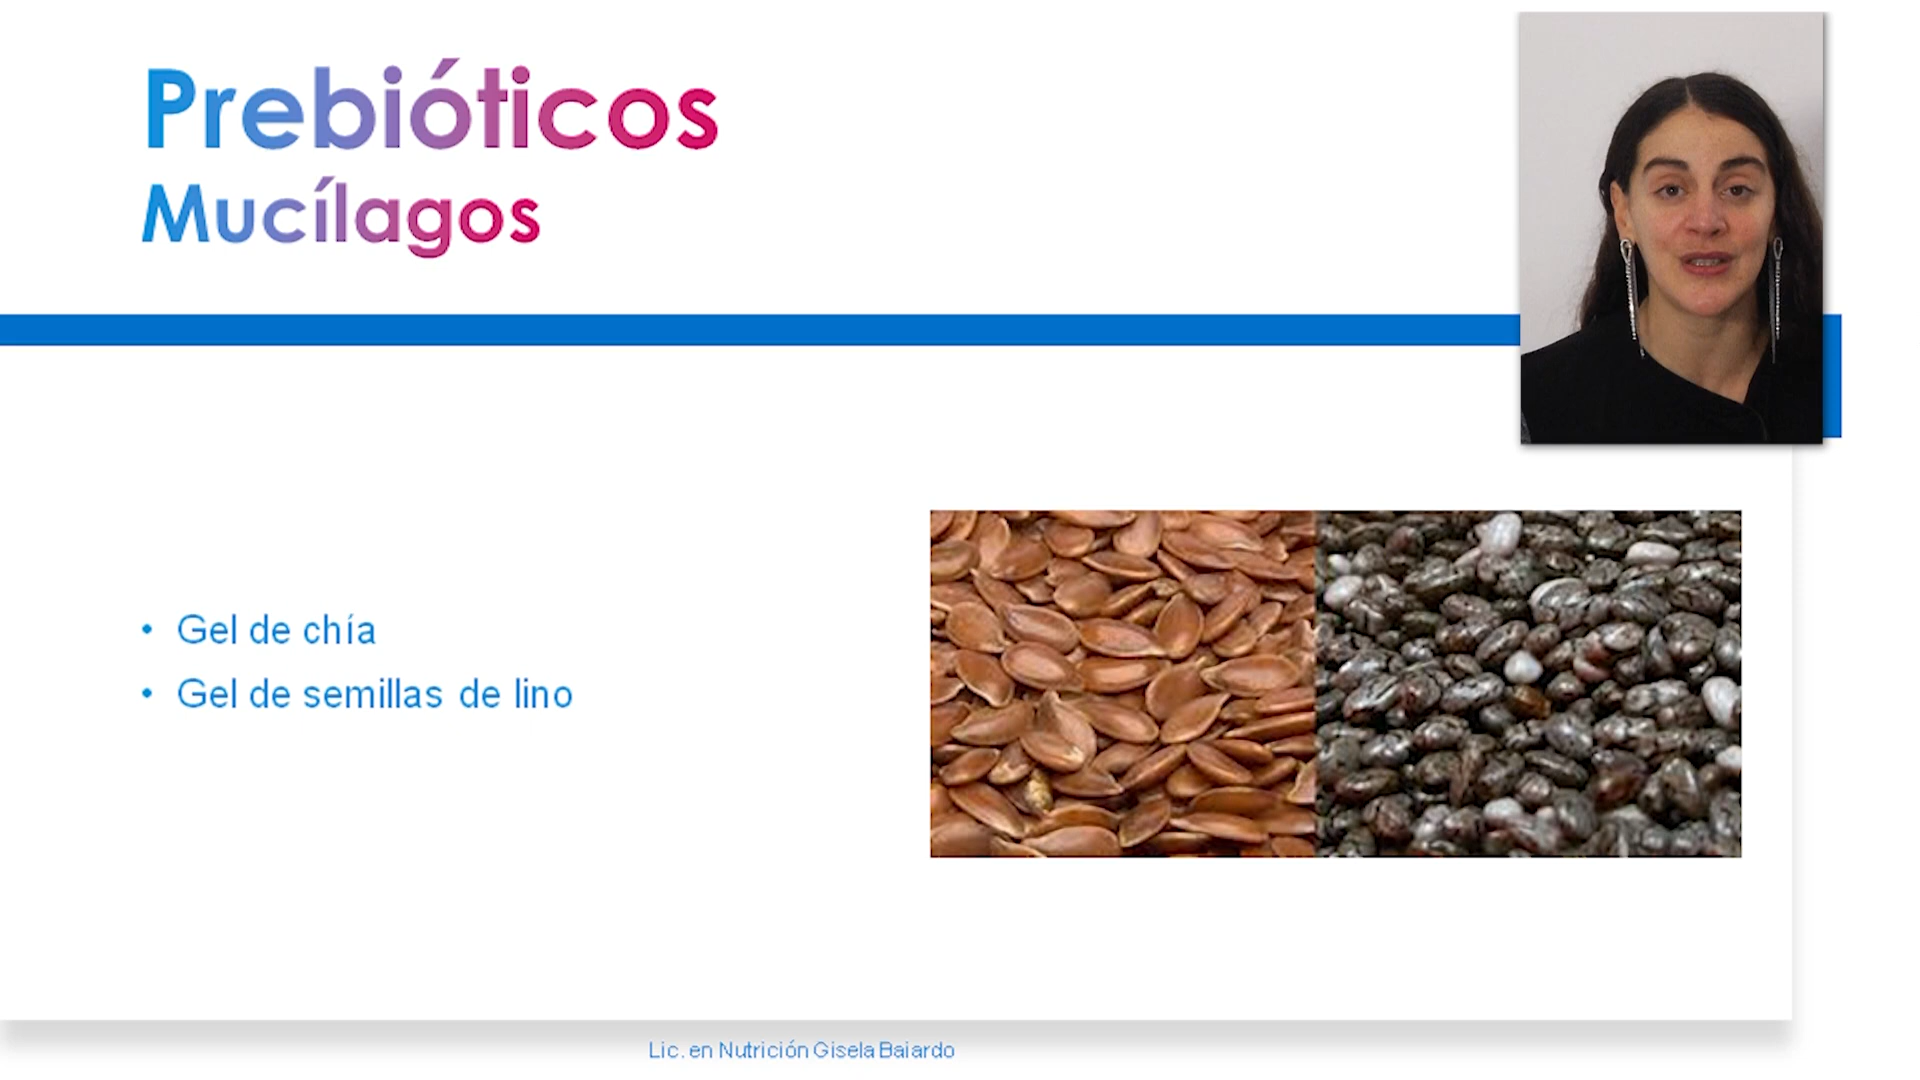 Prebióticos
Mucílagos
• Gel de chía
• Gel de semillas de lino
Lic. en Nutrición Gisela Baiardo